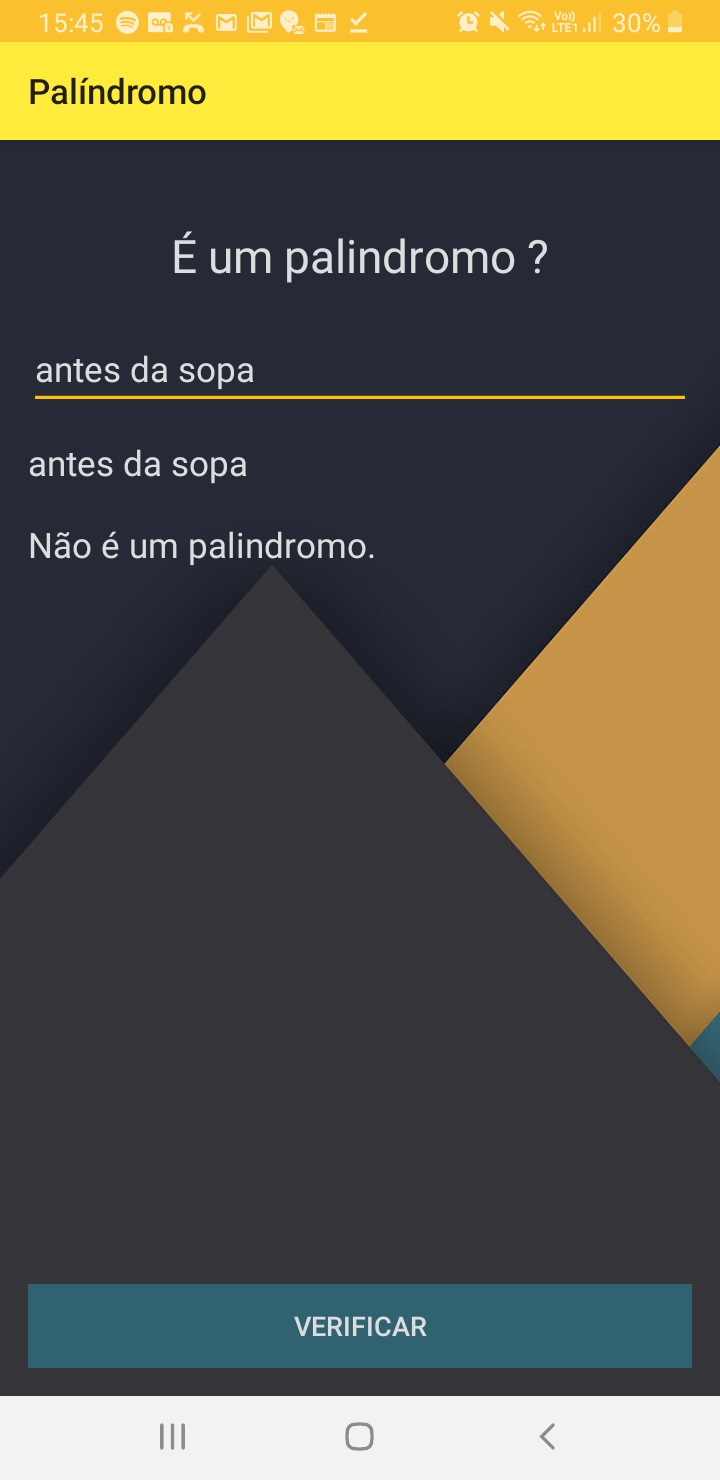 15:45 Vo)) LTE1 30%
Palíndromo
É um palindromo ?
antes da sopa
antes da sopa
Não é um palindromo.
VERIFICAR